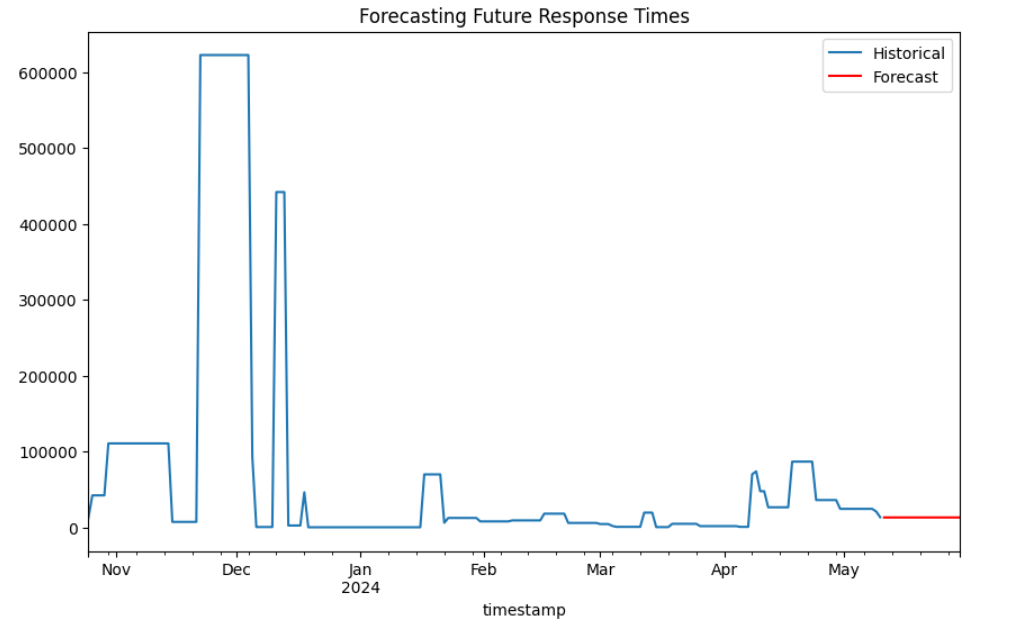 Forecasting Future Response Times
Historical
Forecast
600000
500000
400000
300000
200000
100000
0
Nov Dec Jan Feb Mar Apr May
2024
timestamp